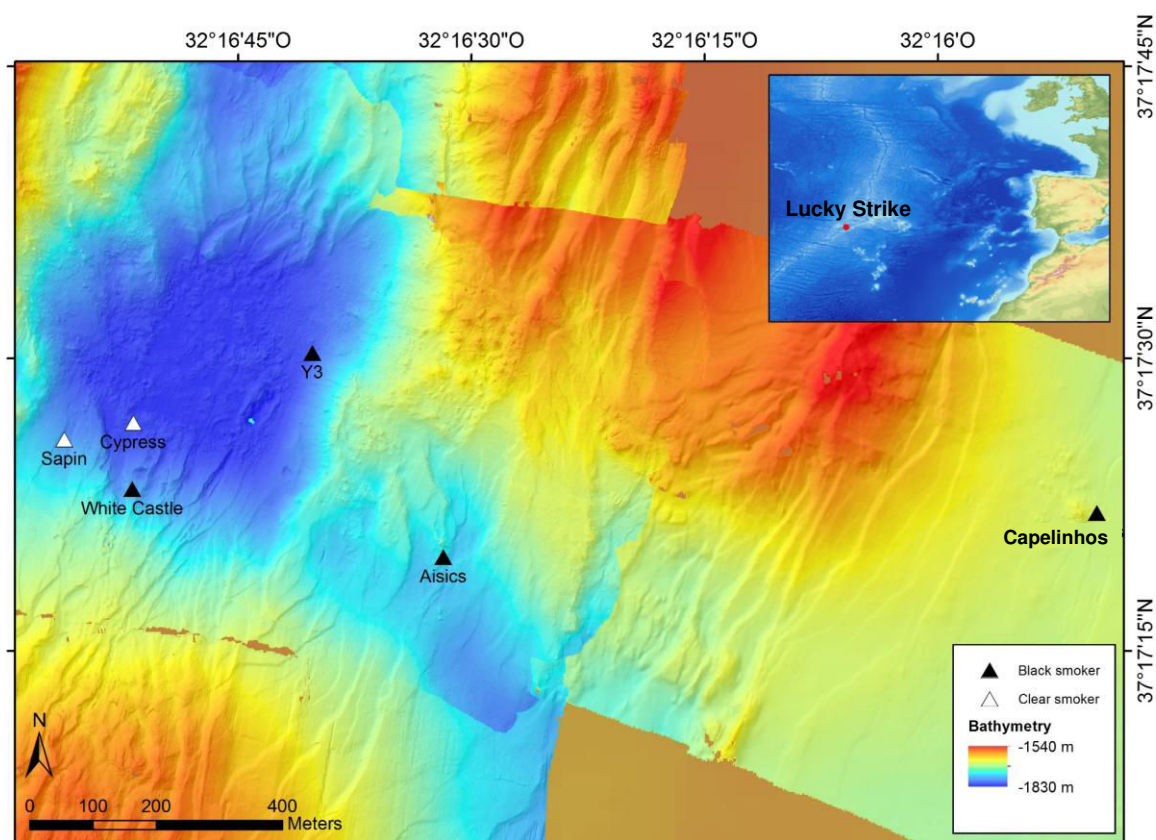 32°16'45"O
32°16'30"O
32°16'15"O
32°16'O
37°17'45"N
Lucky Strike
37°17'30"N
Y3
Cypress
Sapin
White Castle
Capelinhos
Aisics
37°17'15"N
Black smoker
Clear smoker
Bathymetry
-1540 m
-1830 m
N
0 100 200 400
Meters